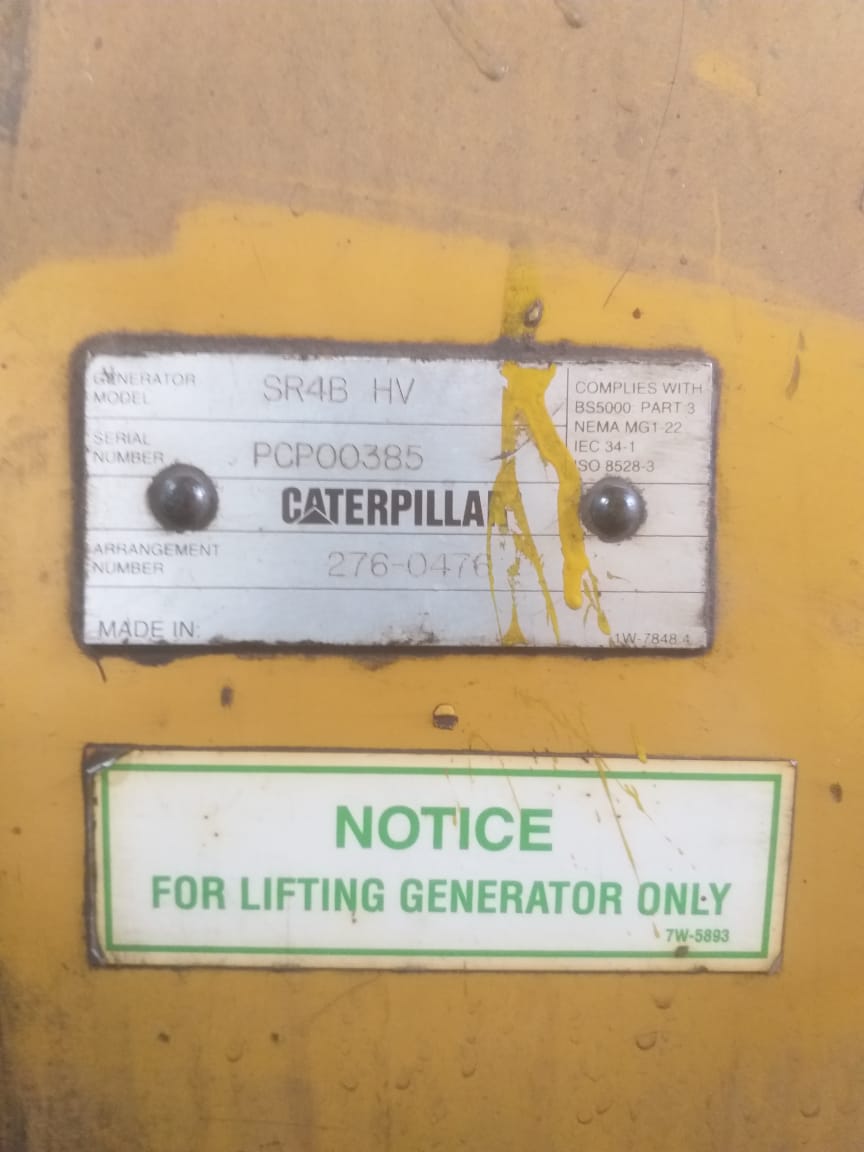 GENERATOR
MODEL
SR4B HV
SERIAL
NUMBER
PCP00385
CATERPILLAR
ARRANGEMENT
NUMBER
276-0476
MADE IN:
COMPLIES WITH
BS5000 PART 3
NEMA MG1-22
IEC 34-1
ISO 8528-3
1W-7848 4
NOTICE
FOR LIFTING GENERATOR ONLY
7W-5893